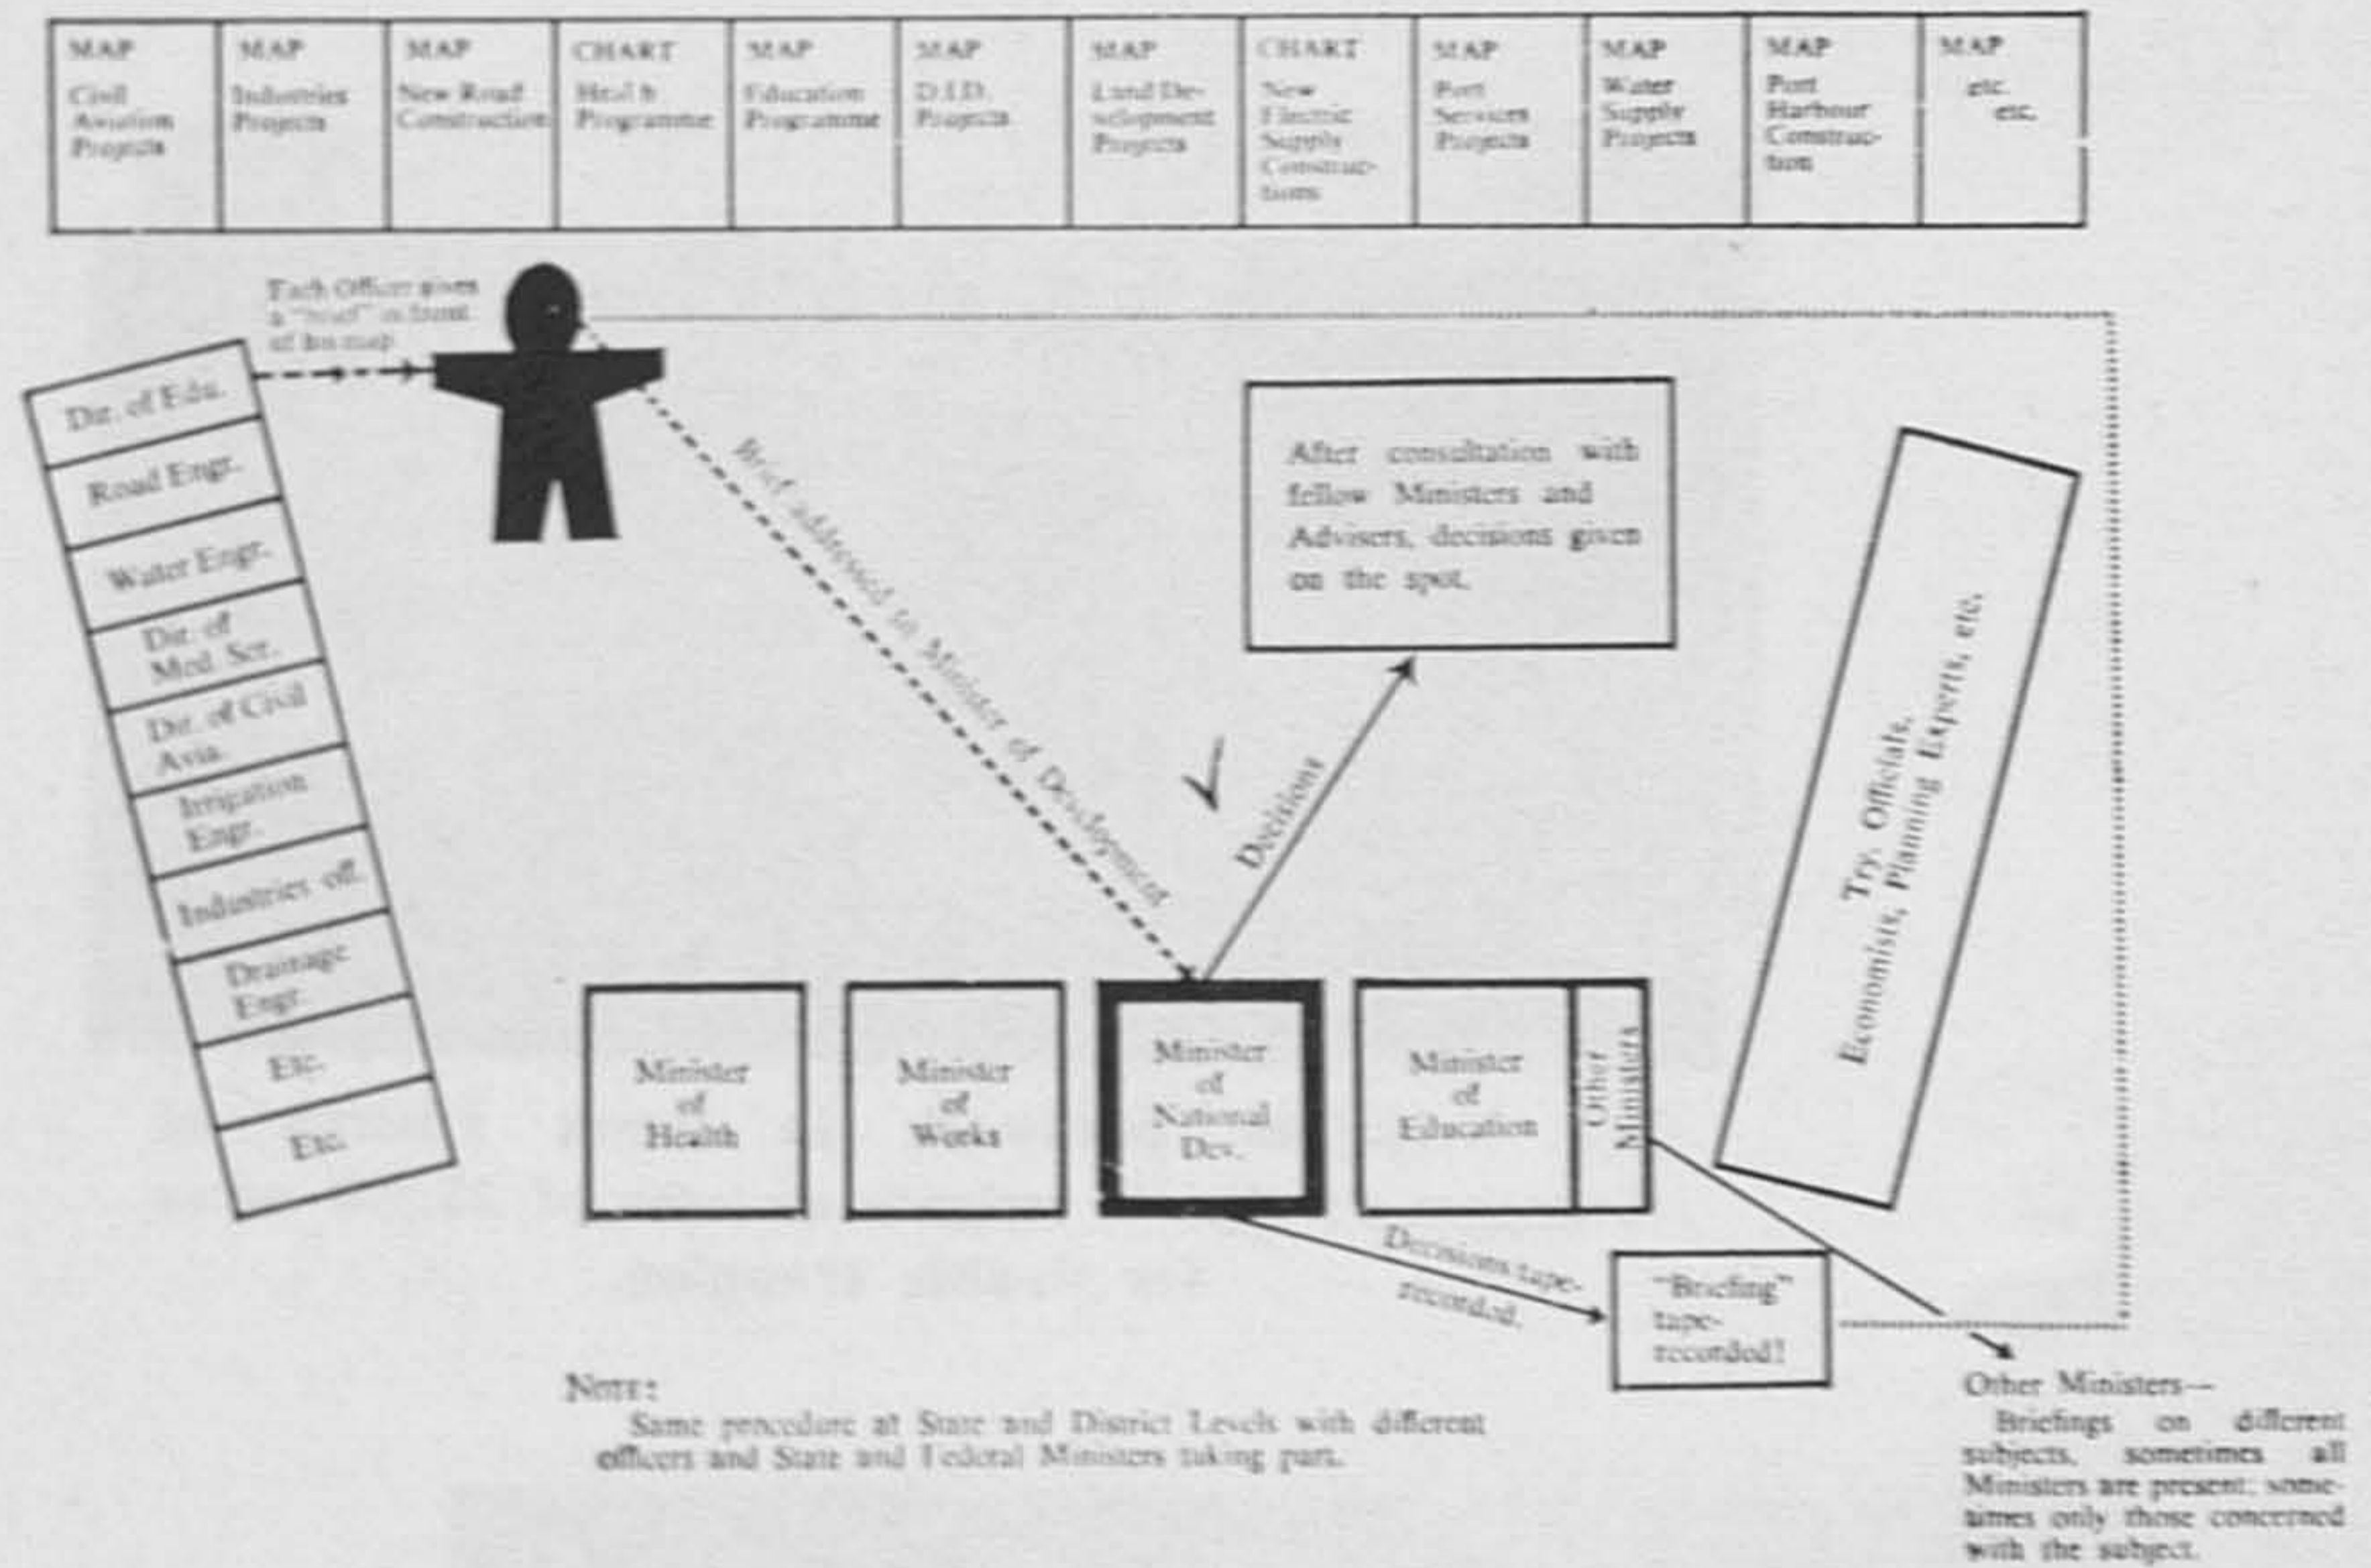 MAP
Civil
Aviation
Projects
MAP
Industries
Projects
MAP
New Road
Construction
CHART
Health
Programme
MAP
Education
Programme
MAP
D.I.D.
Projects
MAP
Land De-
velopment
Projects
CHART
New
Electric
Supply
Construc-
tions
MAP
Port
Services
Projects
MAP
Water
Supply
Projects
MAP
Port
Harbour
Construc-
tion
MAP
etc.
etc.
Each Officer gives
a "brief" in front
of his map
Dir. of Edu.
Road Engr.
Water Engr.
Dir. of
Med. Ser.
Dir. of Civil
Avia.
Irrigation
Engr.
Industries off.
Drainage
Engr.
Etc.
Etc.
Brief addressed to Minister of Development
After consultation with
fellow Ministers and
Advisers, decisions given
on the spot.
Decisions
Try. Officials,
Economists, Planning Experts, etc.
Minister
of
Health
Minister
of
Works
Minister
of
National
Dev.
Minister
of
Education
Other
Ministers
Decisions tape-
recorded.
"Briefing"
tape-
recorded!
NOTE:
Same procedure at State and District Levels with different
officers and State and Federal Ministers taking part.
Other Ministers—
Briefings on different
subjects, sometimes all
Ministers are present; some-
times only those concerned
with the subject.